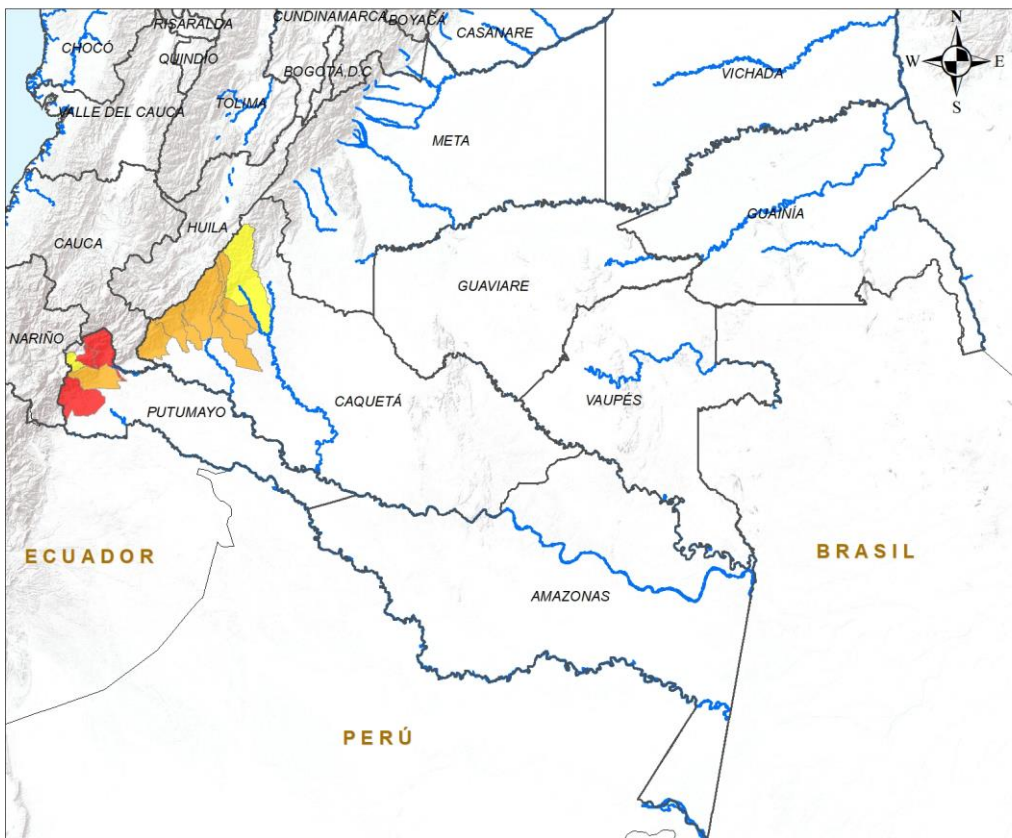 CUNDINAMARCA
BOYACÁ
RISARALDA
CASANARE
N
CHOCÓ
QUINDÍO
BOGOTÁ D.C
W
E
VICHADA
S
TOLIMA
VALLE DEL CAUCA
META
GUAINÍA
HUILA
CAUCA
GUAVIARE
NARIÑO
CAQUETÁ
VAUPÉS
PUTUMAYO
ECUADOR
BRASIL
AMAZONAS
PERÚ